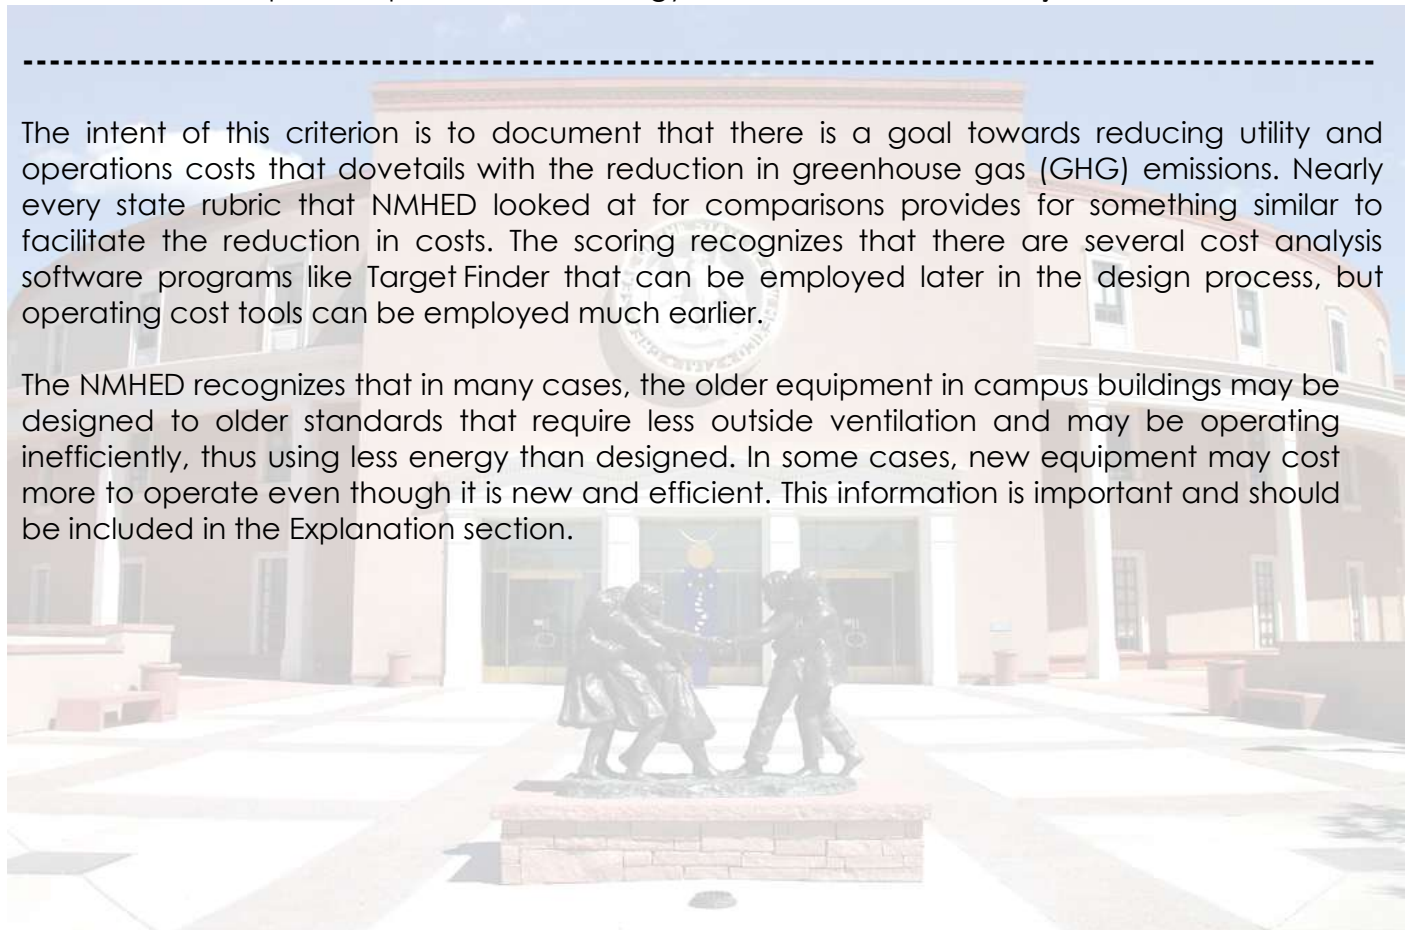 ----------------------------------------------------------------------------------------------------
The intent of this criterion is to document that there is a goal towards reducing utility and
operations costs that dovetails with the reduction in greenhouse gas (GHG) emissions. Nearly
every state rubric that NMHED looked at for comparisons provides for something similar to
facilitate the reduction in costs. The scoring recognizes that there are several cost analysis
software programs like Target Finder that can be employed later in the design process, but
operating cost tools can be employed much earlier.
The NMHED recognizes that in many cases, the older equipment in campus buildings may be
designed to older standards that require less outside ventilation and may be operating
inefficiently, thus using less energy than designed. In some cases, new equipment may cost
more to operate even though it is new and efficient. This information is important and should
be included in the Explanation section.